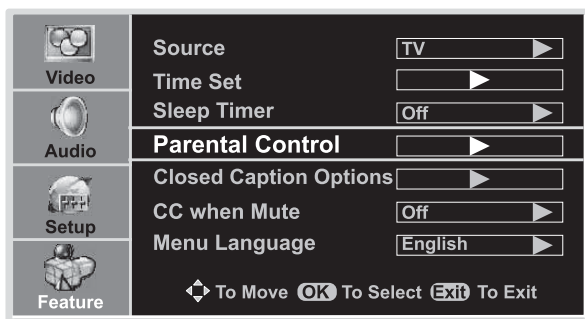 Video
Audio
Setup
Feature
Source TV
Time Set
Sleep Timer Off
Parental Control
Closed Caption Options
CC when Mute Off
Menu Language English
To Move OK To Select Exit To Exit